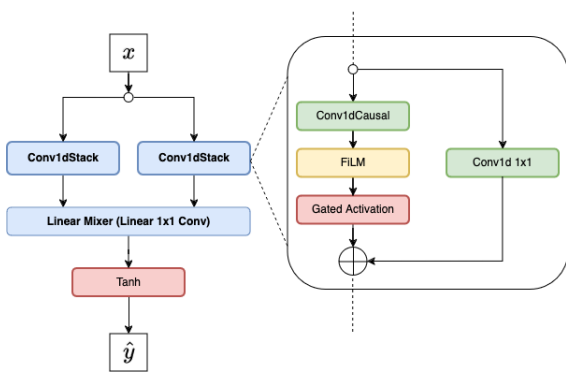 x
Conv1dStack
Conv1dStack
Linear Mixer (Linear 1x1 Conv)
Tanh
ŷ
Conv1dCausal
FiLM
Gated Activation
Conv1d 1x1